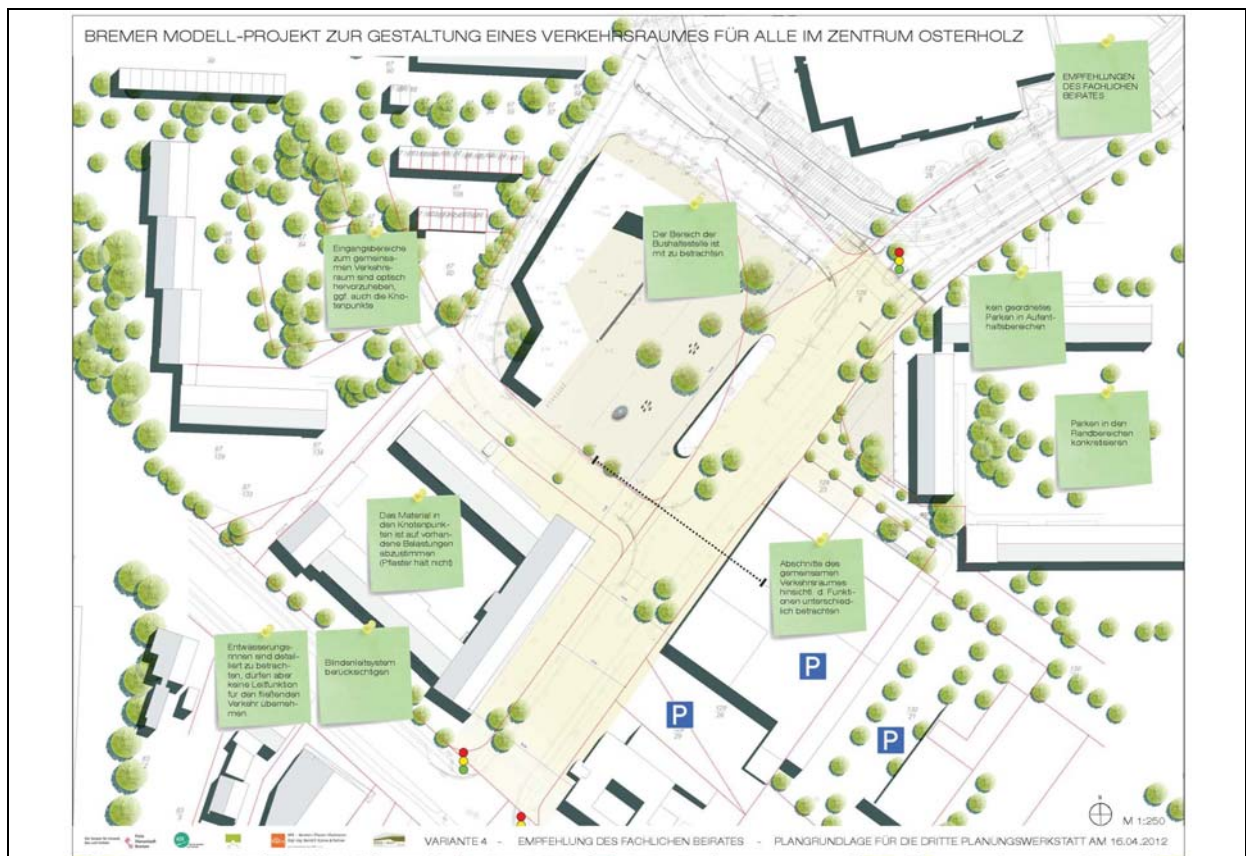 BREMER MODELL-PROJEKT ZUR GESTALTUNG EINES VERKEHRSRAUMES FÜR ALLE IM ZENTRUM OSTERHOLZ
EMPFEHLUNGEN
DES FACHLICHEN
BEIRATES
Der Bereich der
Bushaltestelle ist
mit zu betrachten
Eingangsbereiche
zum gemeinsa-
men Verkehrs-
raum sind optisch
hervorzuheben,
ggf. auch die Kno-
tenpunkte
kein geordnetes
Parken in Aufent-
haltsbereichen
Parken in den
Randbereichen
konkretisieren
Das Material in
den Knotenpunk-
ten ist auf vorhan-
dene Belastungen
abzustimmen
(Pflaster hält nicht)
Abschnitte des
gemeinsamen
Verkehrsraumes
hinsichtl. d. Funkti-
onen unterschied-
lich betrachten
Entwässerungs-
rinnen sind detail-
liert zu betrach-
ten, dürfen aber
keine Leitfunktion
für den fließenden
Verkehr überneh-
men
Blindenleitsystem
berücksichtigen
P
P
P
N
M 1:250
VARIANTE 4 - EMPFEHLUNG DES FACHLICHEN BEIRATES - PLANGRUNDLAGE FÜR DIE DRITTE PLANUNGSWERKSTATT AM 16.04.2012